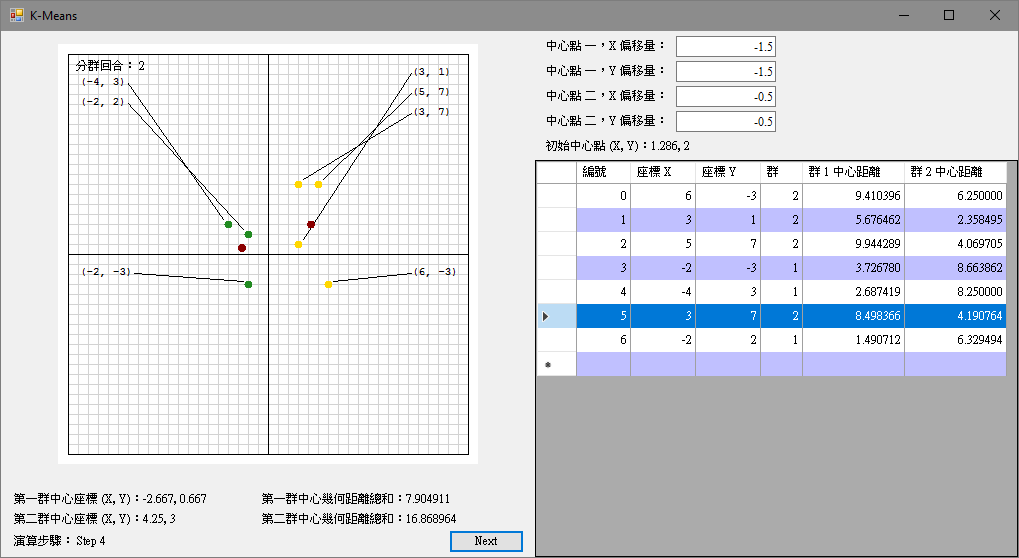 K-Means
分群回合：2
(-4, 3)
(-2, 2)
(3, 1)
(5, 7)
(3, 7)
(-2, -3)
(6, -3)
第一群中心座標 (X, Y)：-2.667, 0.667
第一群中心幾何距離總和：7.904911
第二群中心座標 (X, Y)：4.25, 3
第二群中心幾何距離總和：16.868964
演算步驟： Step 4
Next
中心點 一，X 偏移量： -1.5
中心點 一，Y 偏移量： -1.5
中心點 二，X 偏移量： -0.5
中心點 二，Y 偏移量： -0.5
初始中心點 (X, Y)：1.286, 2
編號 座標 X 座標 Y 群 群 1 中心距離 群 2 中心距離
0 6 -3 2 9.410396 6.250000
1 3 1 2 5.676462 2.358495
2 5 7 2 9.944289 4.069705
3 -2 -3 1 3.726780 8.663862
4 -4 3 1 2.687419 8.250000
5 3 7 2 8.498366 4.190764
6 -2 2 1 1.490712 6.329494